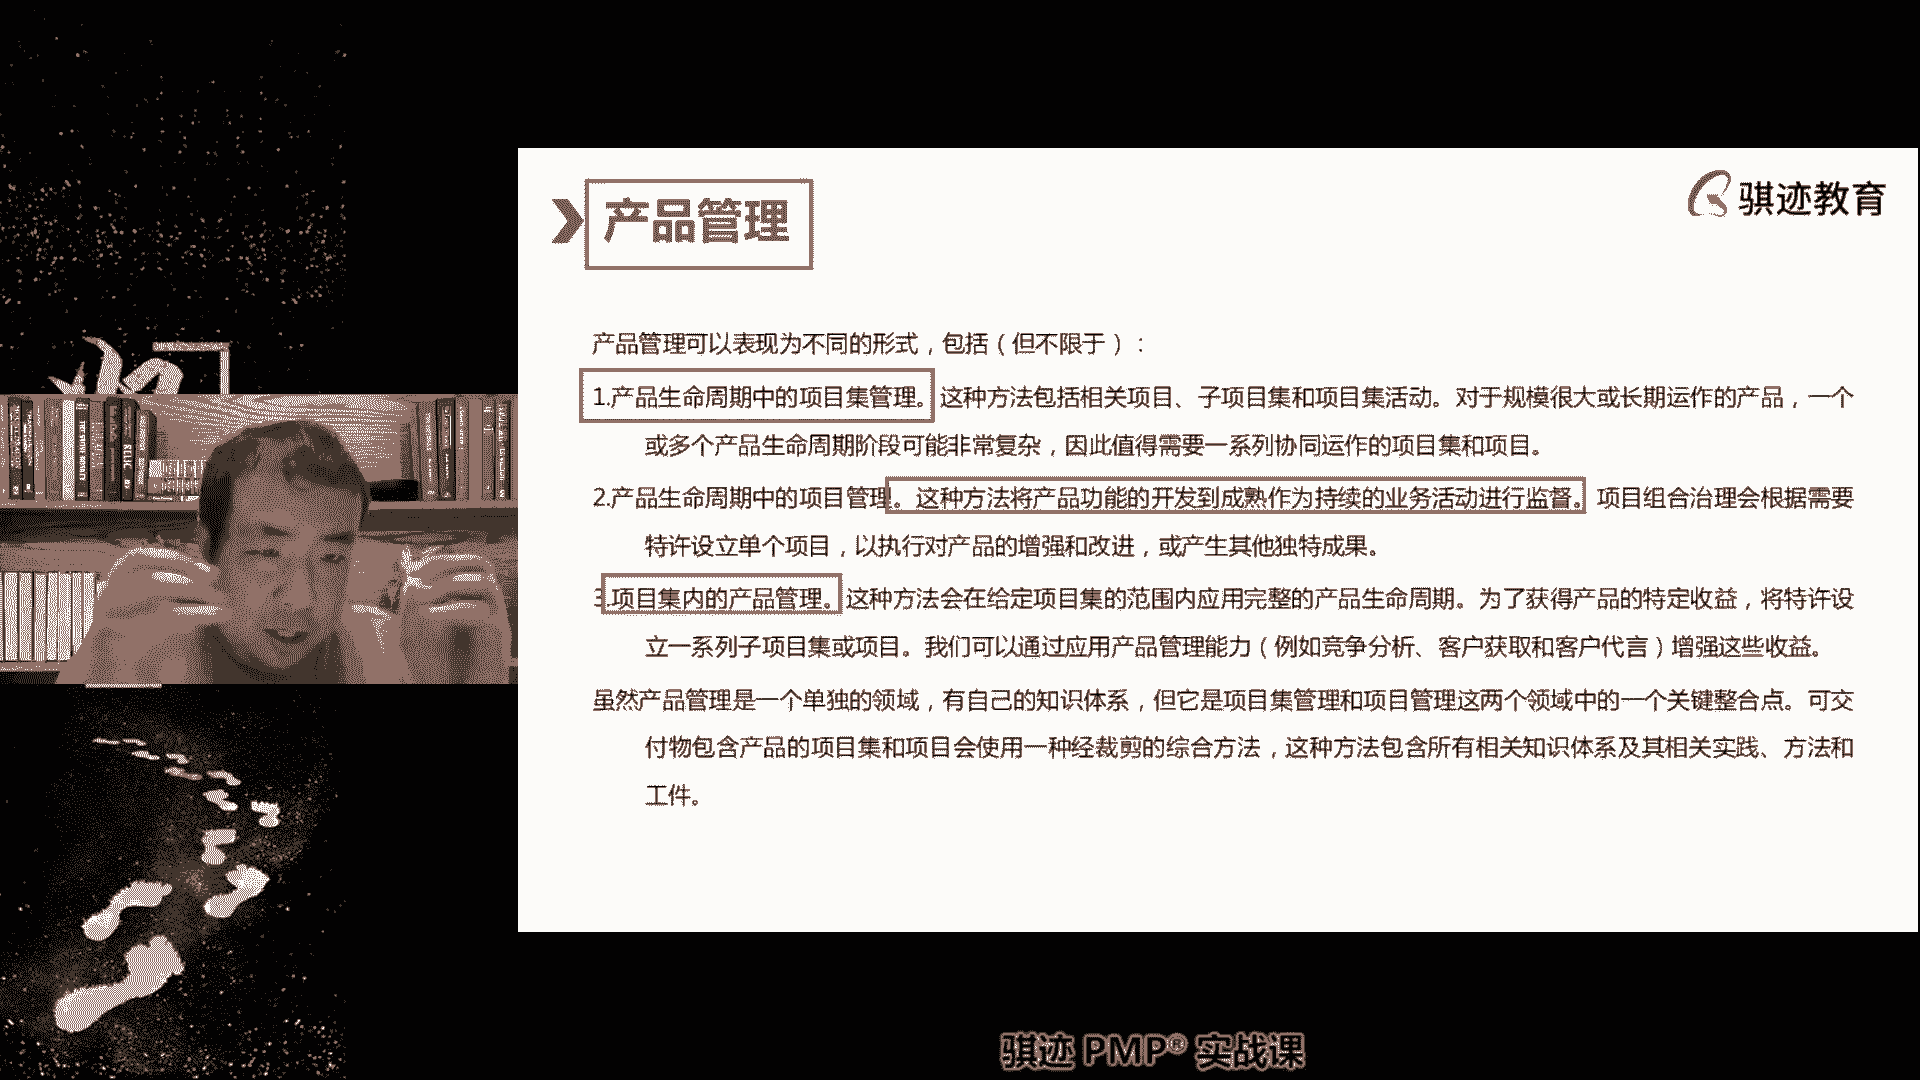 骐迹教育
产品管理
产品管理可以表现为不同的形式，包括（但不限于）：
1.产品生命周期中的项目集管理。这种方法包括相关项目、子项目集和项目集活动。对于规模很大或长期运作的产品，一个
或多个产品生命周期阶段可能非常复杂，因此值得需要一系列协同运作的项目集和项目。
2.产品生命周期中的项目管理。这种方法将产品功能的开发到成熟作为持续的业务活动进行监督。项目组合治理会根据需要
特许设立单个项目，以执行对产品的增强和改进，或产生其他独特成果。
3.项目集内的产品管理。这种方法会在给定项目集的范围内应用完整的产品生命周期。为了获得产品的特定收益，将特许设
立一系列子项目集或项目。我们可以通过应用产品管理能力（例如竞争分析、客户获取和客户代言）增强这些收益。
虽然产品管理是一个单独的领域，有自己的知识体系，但它是项目集管理和项目管理这两个领域中的一个关键整合点。可交
付物包含产品的项目集和项目会使用一种经裁剪的综合方法，这种方法包含所有相关知识体系及其相关实践、方法和
工件。
骐迹 PMP® 实战课